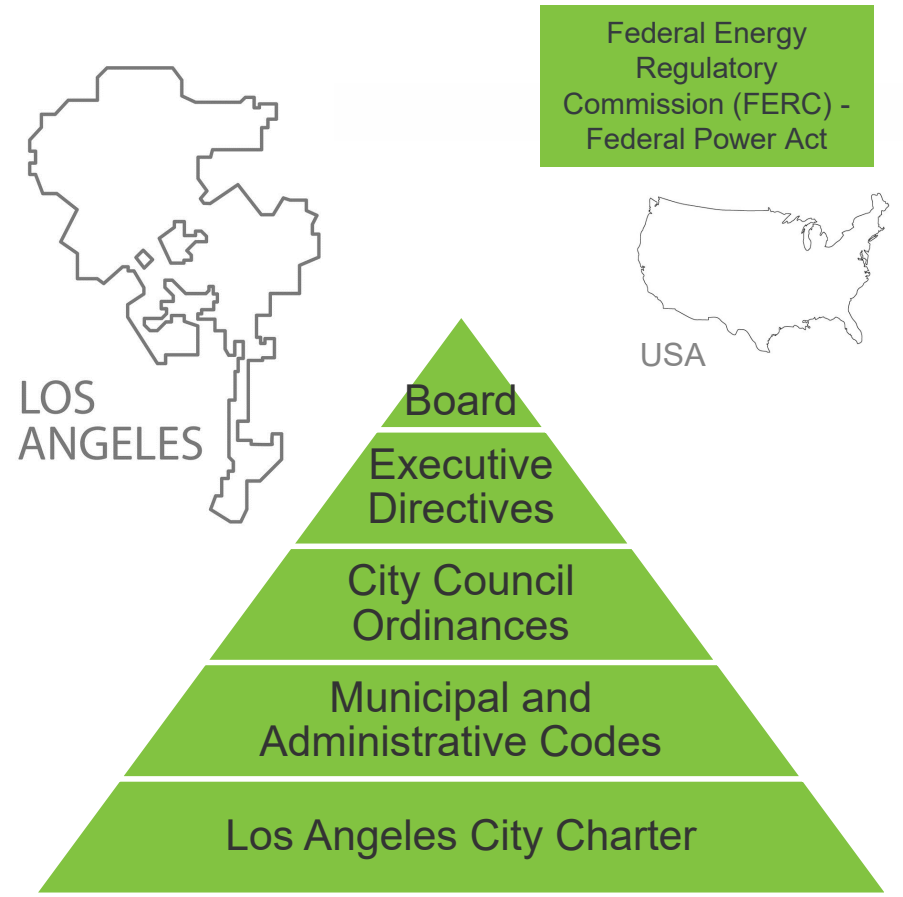 Federal Energy
Regulatory
Commission (FERC) -
Federal Power Act
USA
LOS
ANGELES
Board
Executive
Directives
City Council
Ordinances
Municipal and
Administrative Codes
Los Angeles City Charter